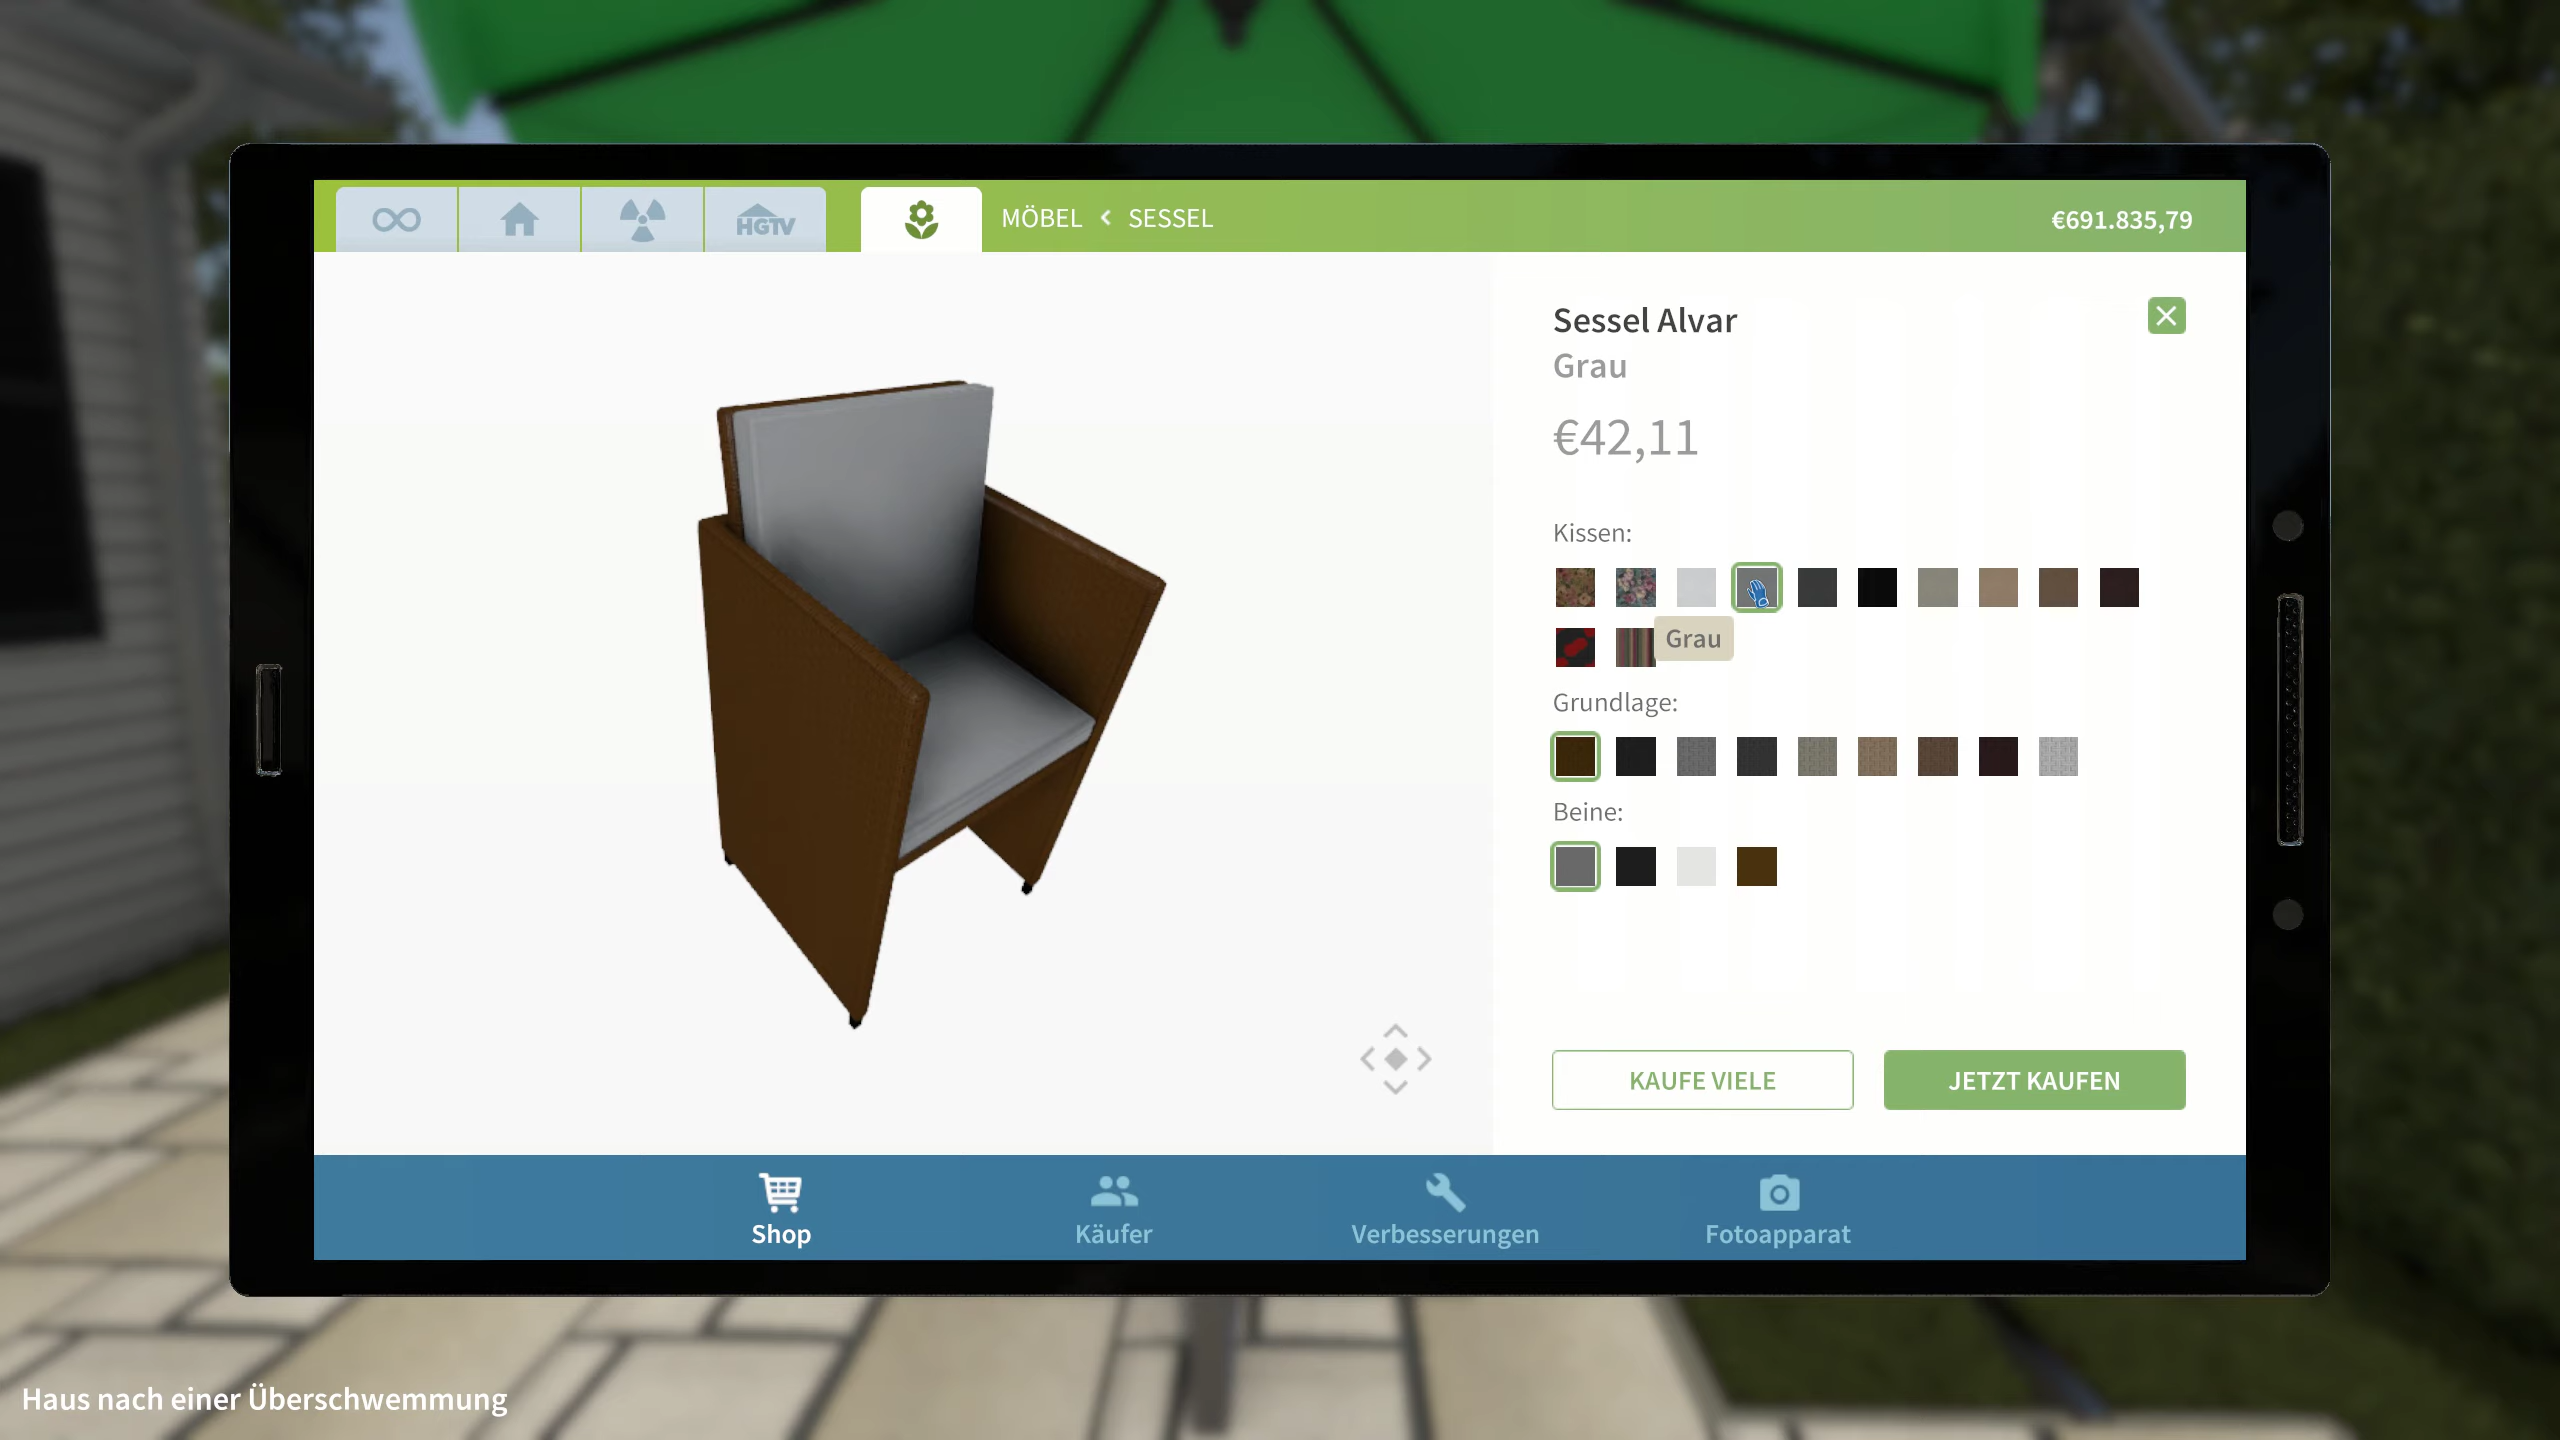 HGTV
MÖBEL < SESSEL
€691.835,79
Sessel Alvar
Grau
€42,11
Kissen:
Grau
Grundlage:
Beine:
KAUFE VIELE
JETZT KAUFEN
Shop
Käufer
Verbesserungen
Fotoapparat
Haus nach einer Überschwemmung